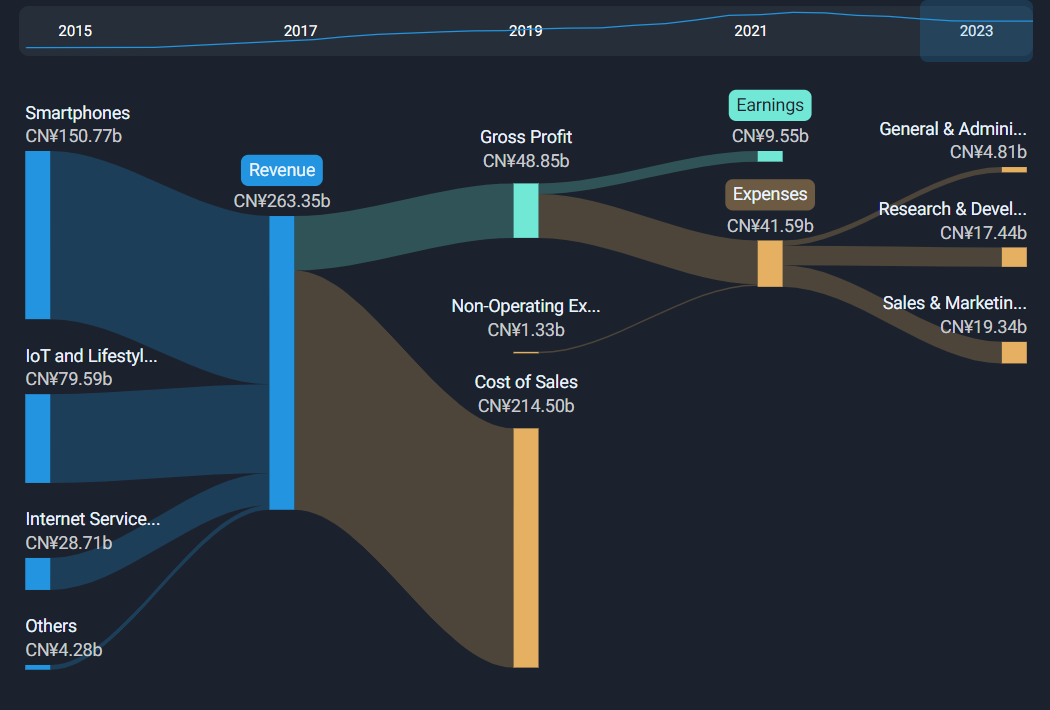 2015
2017
2019
2021
2023
Smartphones
CN¥150.77b
IoT and Lifestyl...
CN¥79.59b
Internet Service...
CN¥28.71b
Others
CN¥4.28b
Revenue
CN¥263.35b
Gross Profit
CN¥48.85b
Non-Operating Ex...
CN¥1.33b
Cost of Sales
CN¥214.50b
Earnings
CN¥9.55b
Expenses
CN¥41.59b
General & Admini...
CN¥4.81b
Research & Devel...
CN¥17.44b
Sales & Marketin...
CN¥19.34b